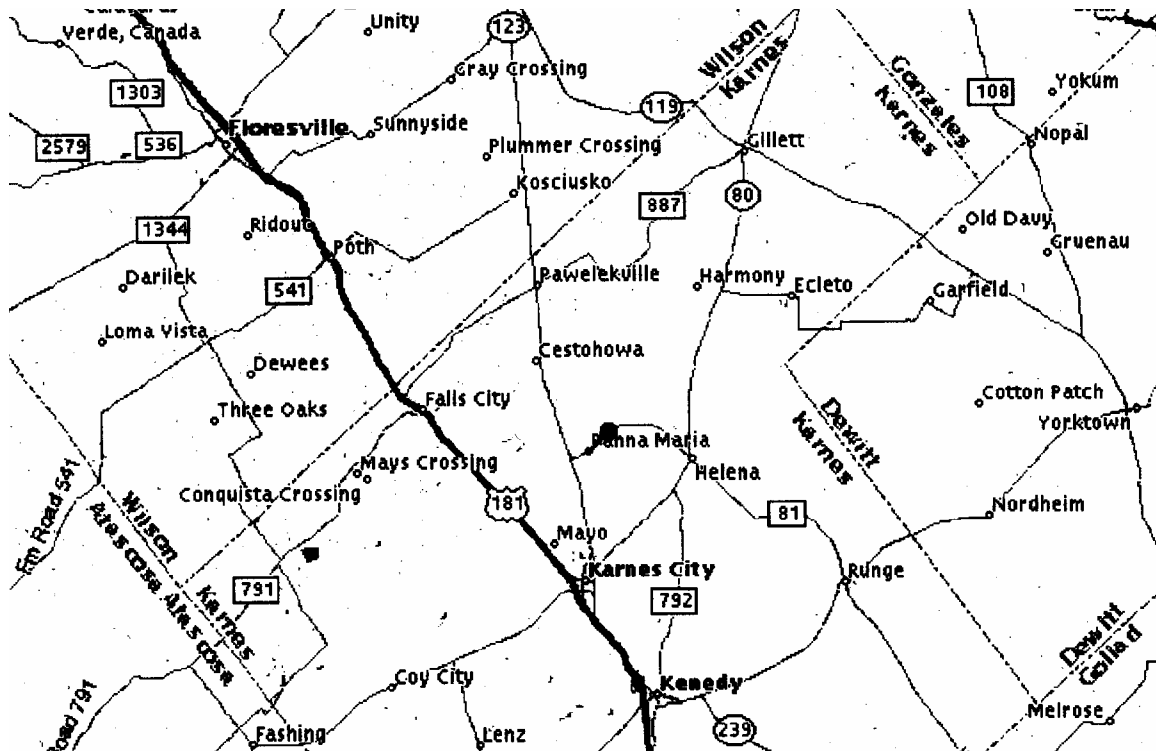 Verde, Canada
Unity
123
Gray Crossing
Wilson
Karnes
Gonzales
Karnes
108
Yokum
1303
119
Floresville
Sunnyside
Gillett
Nopal
2579
536
Plummer Crossing
Kosciusko
887
80
1344
Ridout
Poth
Old Davy
Gruenau
Darilek
541
Pawelekville
Harmony
Ecleto
Garfield
Loma Vista
Cestohowa
Dewees
Falls City
Cotton Patch
Three Oaks
Dewitt
Karnes
Yorktown
Panna Maria
Mays Crossing
Helena
Conquista Crossing
181
Nordheim
Fm Road 541
Wilson
Atascosa
81
Mayo
791
Karnes
Atascosa
Karnes City
792
Runge
Dewitt
Goliad
Coy City
Kenedy
Melrose
Road 791
Fashing
Lenz
239